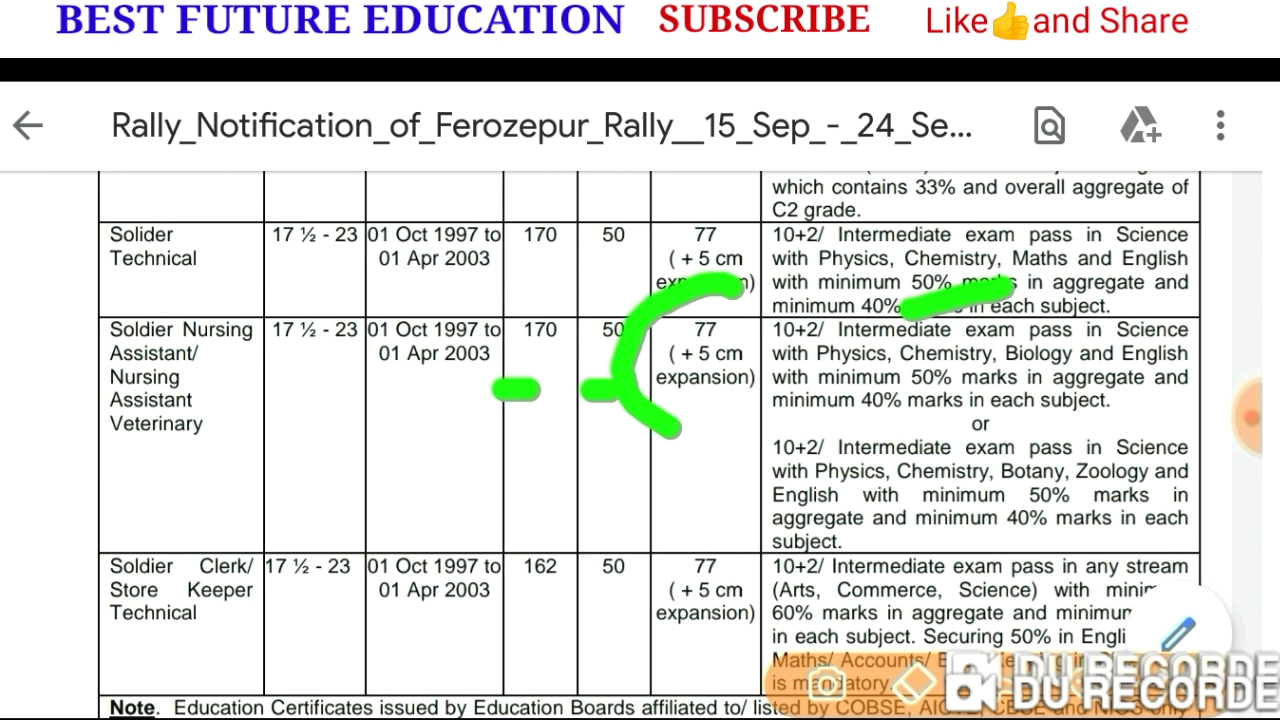 BEST FUTURE EDUCATION SUBSCRIBE Like👍and Share
Rally_Notification_of_Ferozepur_Rally__15_Sep_-_24_Se...
which contains 33% and overall aggregate of
C2 grade.
Solider
Technical
17 ½ - 23
01 Oct 1997 to
01 Apr 2003
170
50
77
( + 5 cm
10+2/ Intermediate exam pass in Science
with Physics, Chemistry, Maths and English
with minimum 50% marks in aggregate and
minimum 40% in each subject.
Soldier Nursing
Assistant/
Nursing
Assistant
Veterinary
17 ½ - 23
01 Oct 1997 to
01 Apr 2003
170
50
77
( + 5 cm
expansion)
10+2/ Intermediate exam pass in Science
with Physics, Chemistry, Biology and English
with minimum 50% marks in aggregate and
minimum 40% marks in each subject.
or
10+2/ Intermediate exam pass in Science
with Physics, Chemistry, Botany, Zoology and
English with minimum 50% marks in
aggregate and minimum 40% marks in each
subject.
Soldier Clerk/
Store Keeper
Technical
17 ½ - 23
01 Oct 1997 to
01 Apr 2003
162
50
77
( + 5 cm
expansion)
10+2/ Intermediate exam pass in any stream
(Arts, Commerce, Science) with
60% marks in aggregate and
in each subject. Securing 50% in
Maths/ Accounts/
is mandatory.
DU RECORDE
DU RECORDE
Note. Education Certificates issued by Education Boards affiliated to/ listed by COBSE,